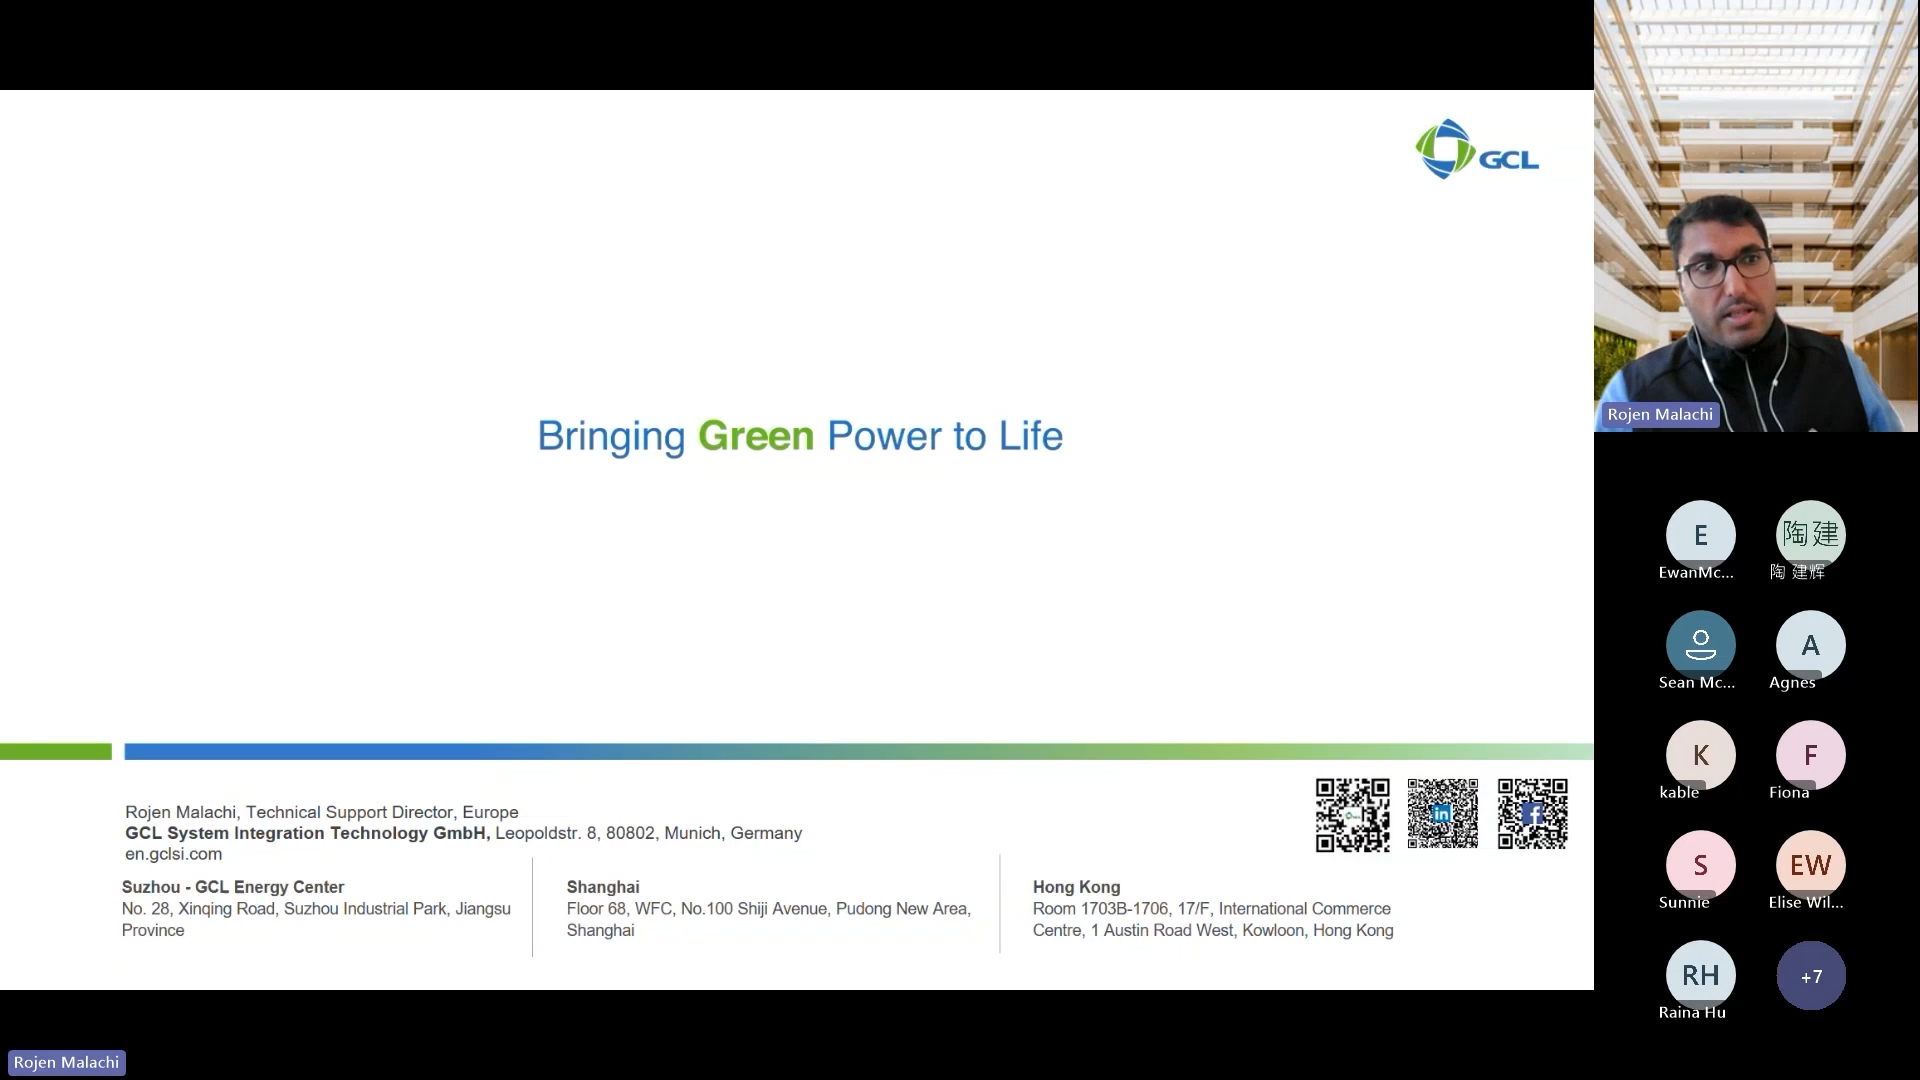 GCL
Bringing Green Power to Life
Rojen Malachi, Technical Support Director, Europe
GCL System Integration Technology GmbH, Leopoldstr. 8, 80802, Munich, Germany
en.gclsi.com
Suzhou - GCL Energy Center
No. 28, Xinqing Road, Suzhou Industrial Park, Jiangsu
Province
Shanghai
Floor 68, WFC, No.100 Shiji Avenue, Pudong New Area,
Shanghai
Hong Kong
Room 1703B-1706, 17/F, International Commerce
Centre, 1 Austin Road West, Kowloon, Hong Kong
in
f
Rojen Malachi
E
EwanMc...
陶建
陶 建辉
Sean Mc...
A
Agnes
K
kable
F
Fiona
S
Sunnie
EW
Elise Wil...
RH
Raina Hu
+7
Rojen Malachi